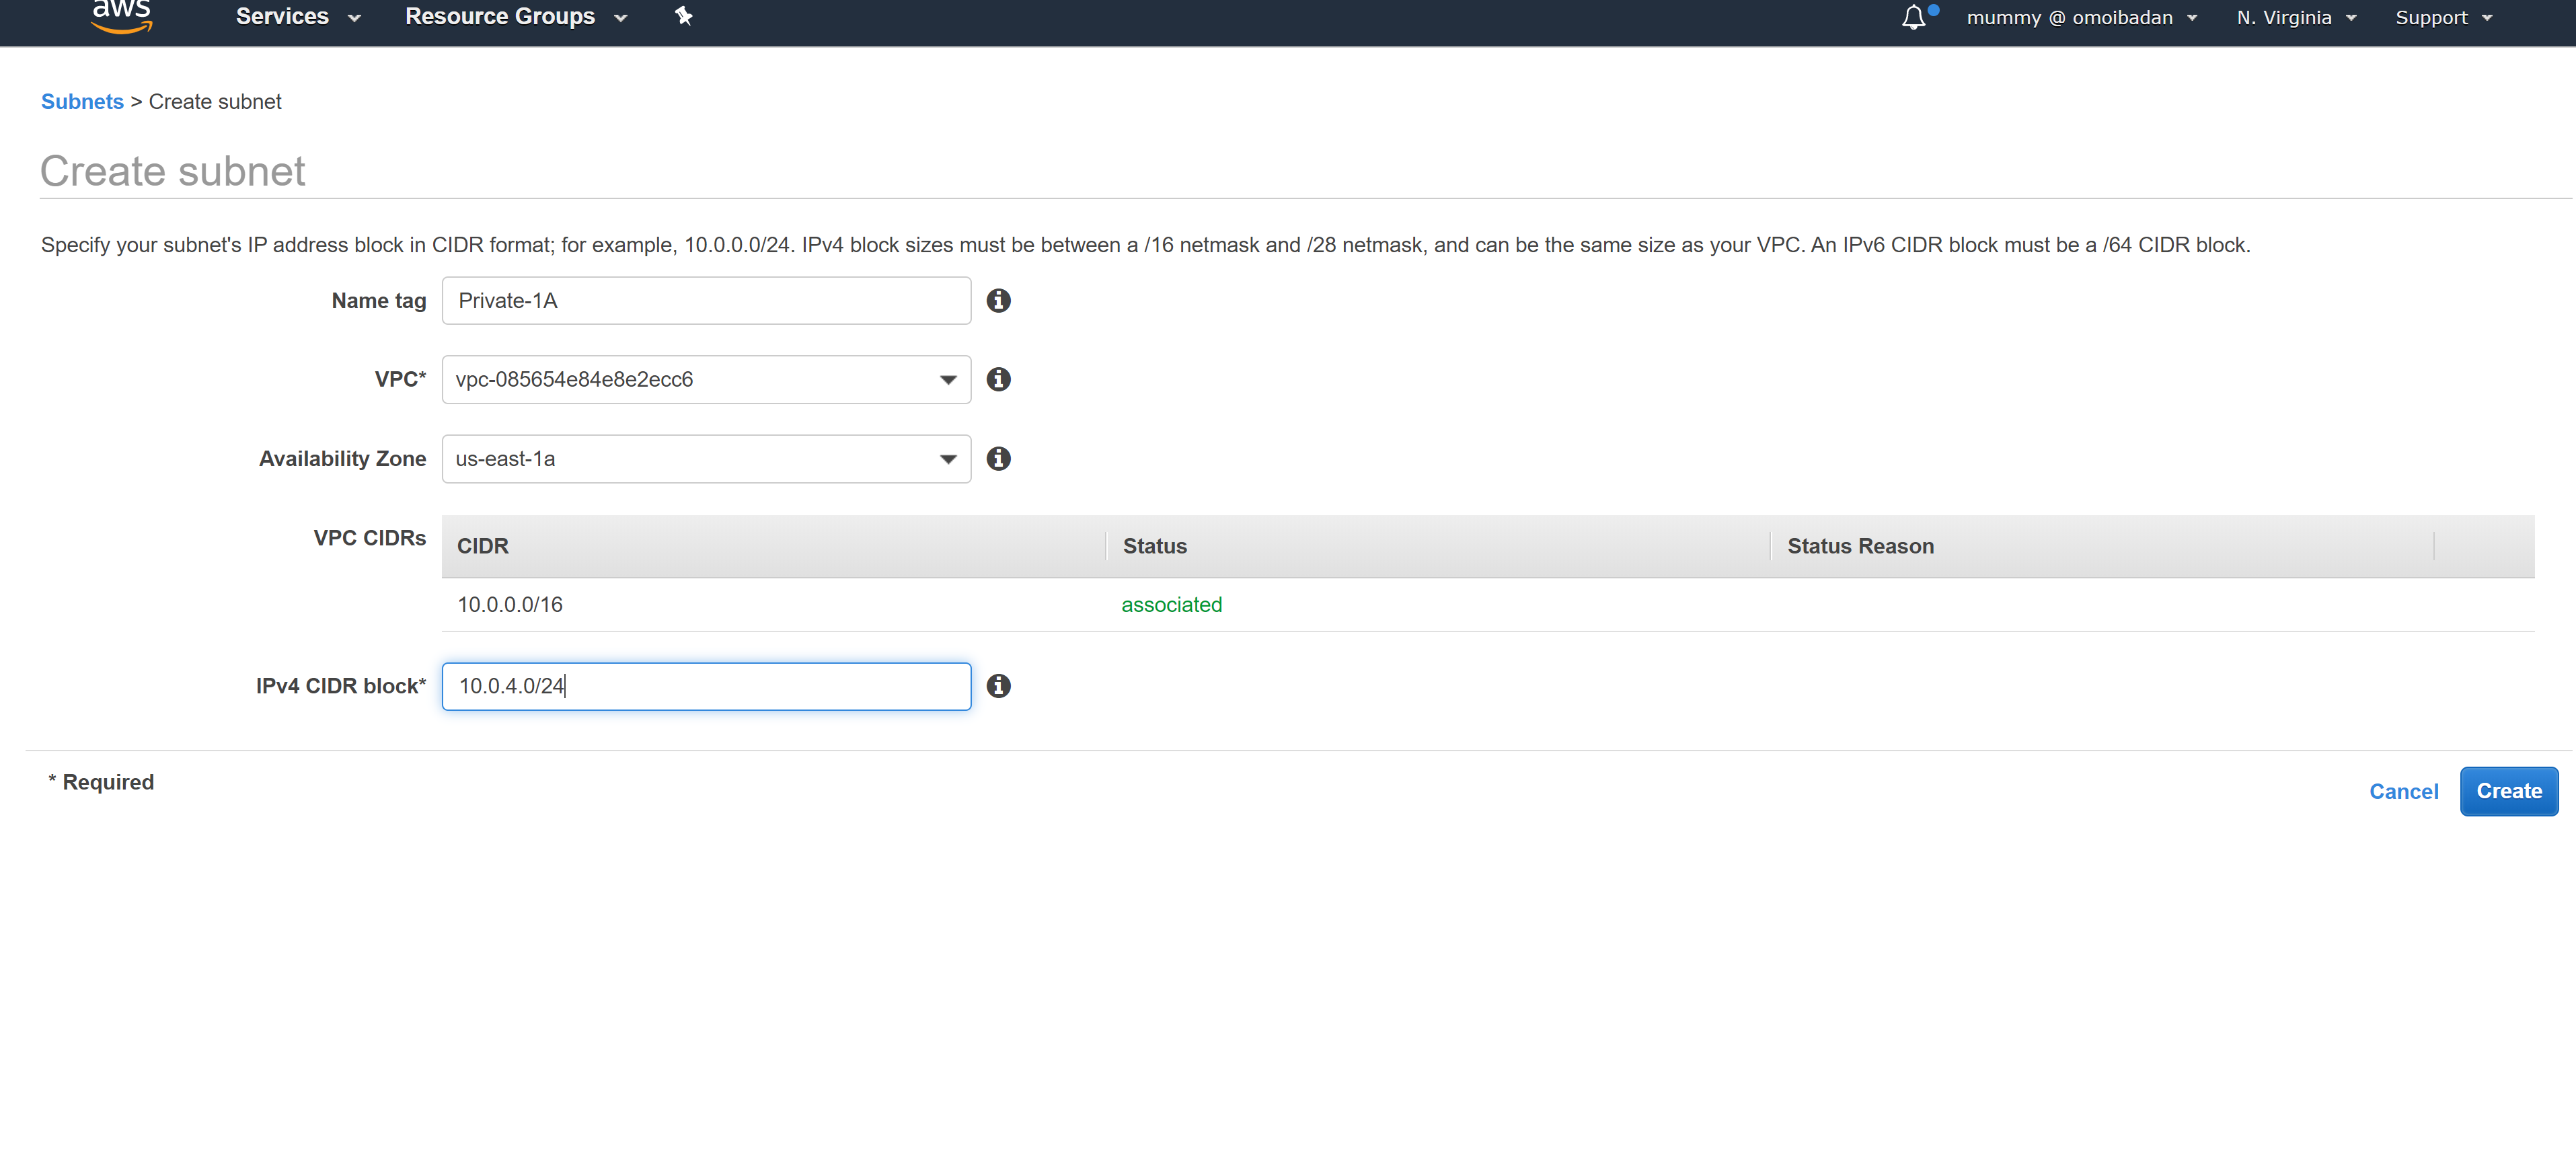 aws Services Resource Groups mummy @ omoibadan N. Virginia Support
Subnets > Create subnet
Create subnet
Specify your subnet's IP address block in CIDR format; for example, 10.0.0.0/24. IPv4 block sizes must be between a /16 netmask and /28 netmask, and can be the same size as your VPC. An IPv6 CIDR block must be a /64 CIDR block.
Name tag Private-1A
VPC* vpc-085654e84e8e2ecc6
Availability Zone us-east-1a
VPC CIDRs CIDR Status Status Reason
10.0.0.0/16 associated
IPv4 CIDR block* 10.0.4.0/24
* Required Cancel Create